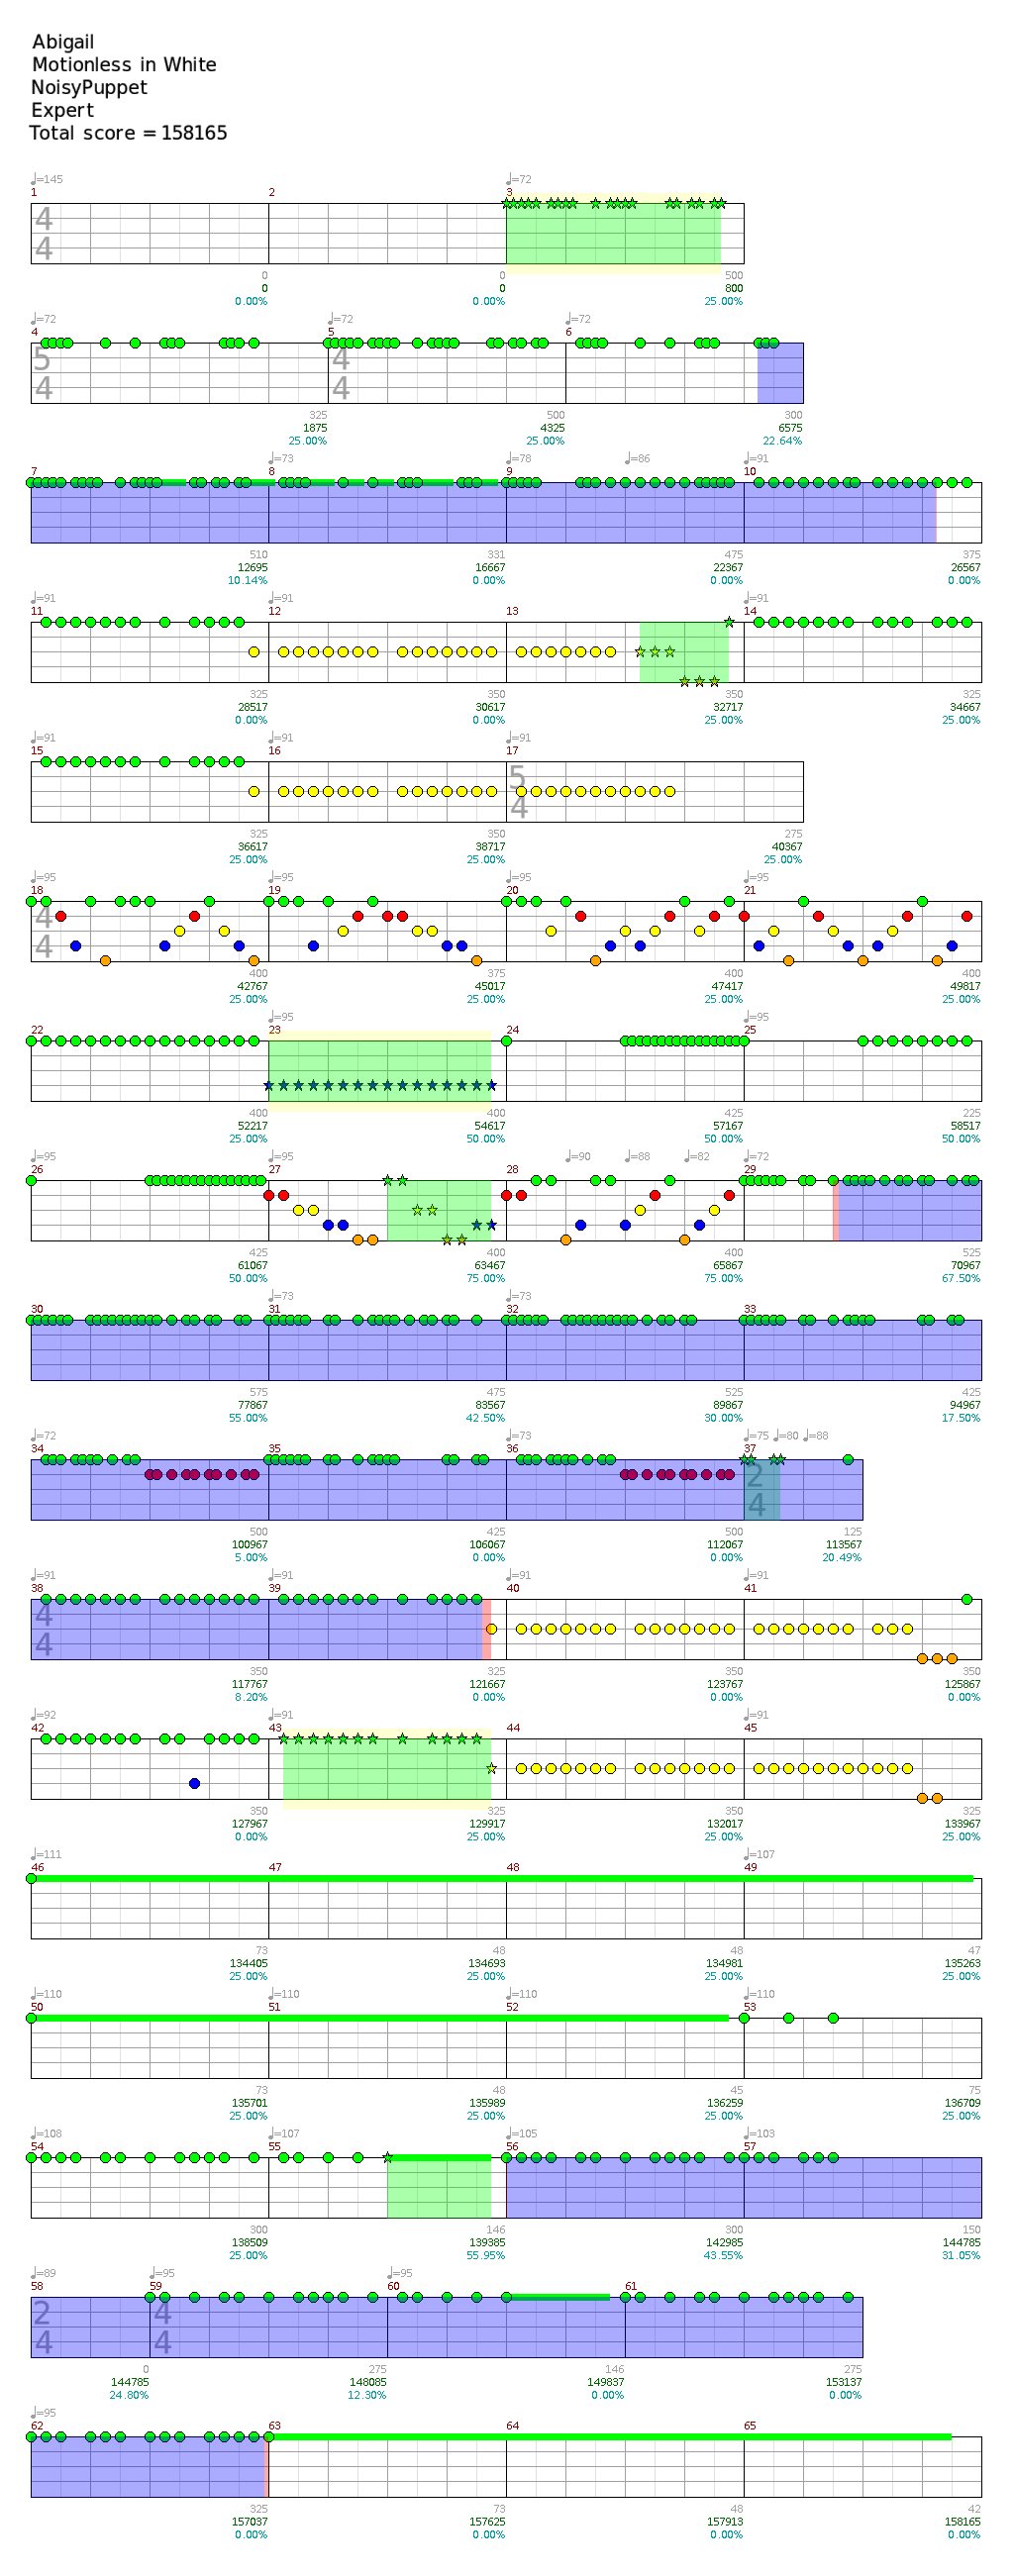 Abigail
Motionless in White
NoisyPuppet
Expert
Total score = 158165
♩=145 ♩=72
1 2 3
4
4
0 0 500
0 0 800
0.00% 0.00% 25.00%
♩=72 ♩=72 ♩=72
4 5 6
5 4
4 4
325 500 300
1875 4325 6575
25.00% 25.00% 22.64%
♩=73 ♩=78 ♩=86 ♩=91
7 8 9 10
510 331 475 375
12695 16667 22367 26567
10.14% 0.00% 0.00% 0.00%
♩=91 ♩=91 ♩=91
11 12 13 14
325 350 350 325
28517 30617 32717 34667
0.00% 0.00% 25.00% 25.00%
♩=91 ♩=91 ♩=91
15 16 17
5
4
325 350 275
36617 38717 40367
25.00% 25.00% 25.00%
♩=95 ♩=95 ♩=95 ♩=95
18 19 20 21
4
4
400 375 400 400
42767 45017 47417 49817
25.00% 25.00% 25.00% 25.00%
♩=95 ♩=95
22 23 24 25
400 400 425 225
52217 54617 57167 58517
25.00% 50.00% 50.00% 50.00%
♩=95 ♩=95 ♩=90 ♩=88 ♩=82 ♩=72
26 27 28 29
425 400 400 525
61067 63467 65867 70967
50.00% 75.00% 75.00% 67.50%
♩=73 ♩=73
30 31 32 33
575 475 525 425
77867 83567 89867 94967
55.00% 42.50% 30.00% 17.50%
♩=72 ♩=73 ♩=75 ♩=80 ♩=88
34 35 36 37
2
4
500 425 500 125
100967 106067 112067 113567
5.00% 0.00% 0.00% 20.49%
♩=91 ♩=91 ♩=91 ♩=91
38 39 40 41
4
4
350 325 350 350
117767 121667 123767 125867
8.20% 0.00% 0.00% 0.00%
♩=92 ♩=91
42 43 44 45
350 325 350 325
127967 129917 132017 133967
0.00% 25.00% 25.00% 25.00%
♩=111 ♩=107
46 47 48 49
73 48 48 47
134405 134693 134981 135263
25.00% 25.00% 25.00% 25.00%
♩=110 ♩=110 ♩=110 ♩=110
50 51 52 53
73 48 45 75
135701 135989 136259 136709
25.00% 25.00% 25.00% 25.00%
♩=108 ♩=107 ♩=105 ♩=103
54 55 56 57
300 146 300 150
138509 139385 142985 144785
25.00% 55.95% 43.55% 31.05%
♩=89 ♩=95 ♩=95
58 59 60 61
2 4
4 4
0 275 146 275
144785 148085 149837 153137
24.80% 12.30% 0.00% 0.00%
♩=95
62 63 64 65
325 73 48 42
157037 157625 157913 158165
0.00% 0.00% 0.00% 0.00%